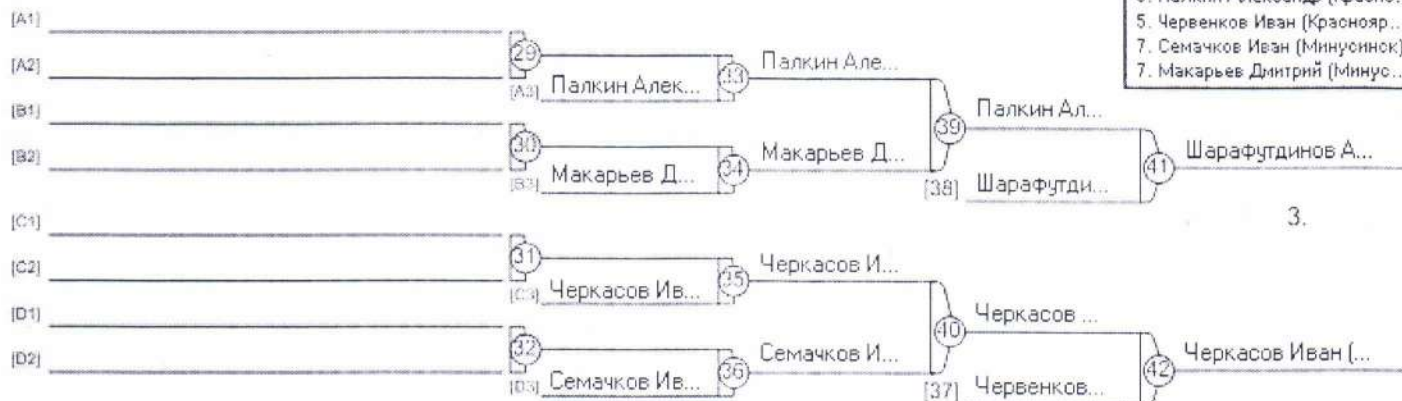 5. Червенков Иван (Краснояр...
7. Семачков Иван (Минусинск)
7. Макарьев Дмитрий (Минус...
[A1]
[A2]
29
[A3] Палкин Алек...
33
Палкин Але...
[B1]
[B2]
30
[B3] Макарьев Д...
34
Макарьев Д...
39
Палкин Ал...
[38] Шарафутди...
41
Шарафутдинов А...
3.
[C1]
[C2]
31
[C3] Черкасов Ив...
35
Черкасов И...
[D1]
[D2]
32
[D3] Семачков Ив...
36
Семачков И...
40
Черкасов ...
[37] Червенков...
42
Черкасов Иван (...